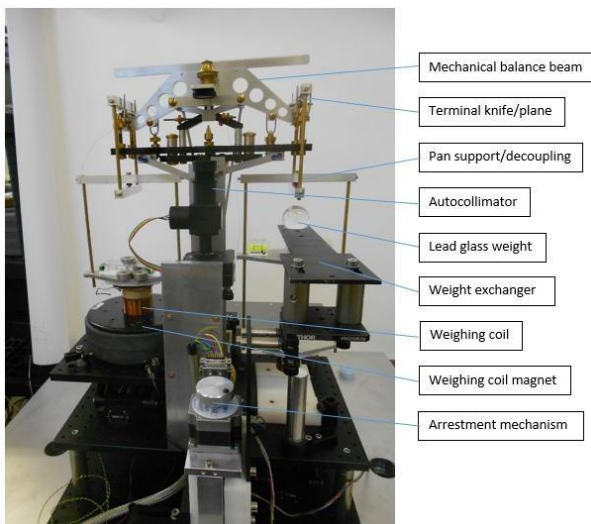 Mechanical balance beam
Terminal knife/plane
Pan support/decoupling
Autocollimator
Lead glass weight
Weight exchanger
Weighing coil
THOR
Weighing coil magnet
Arrestment mechanism